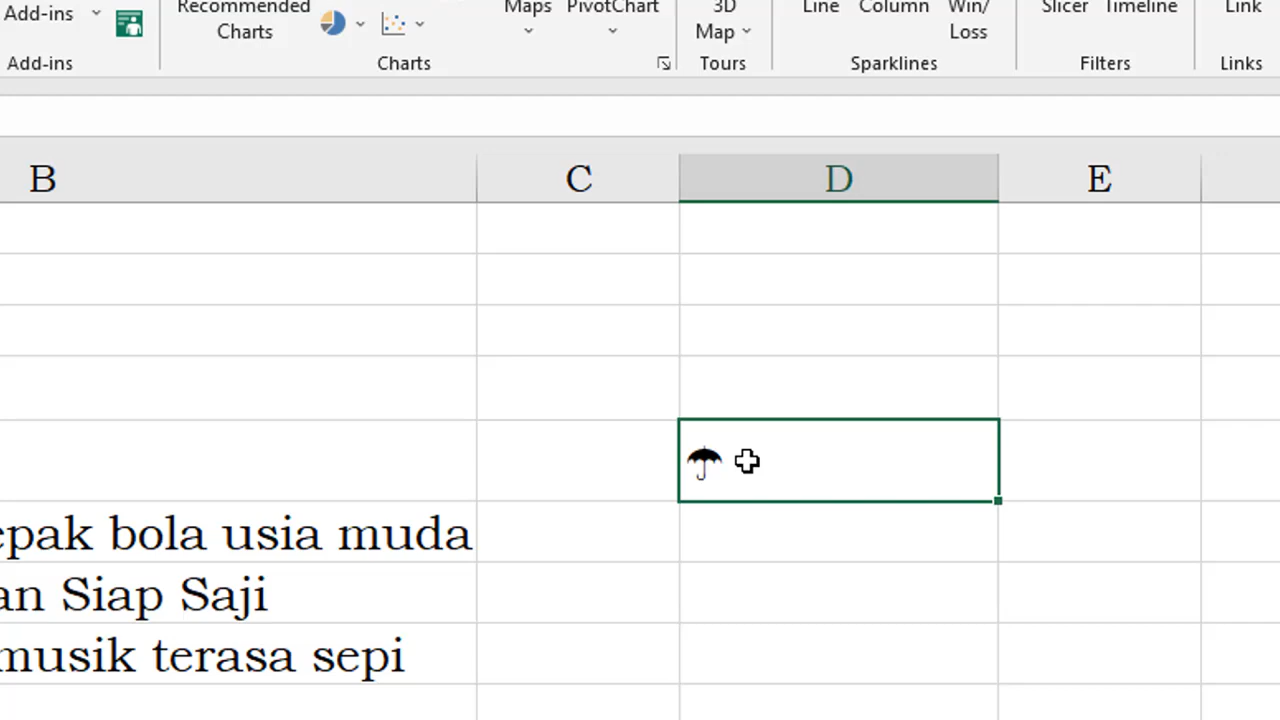 Add-ins
Recommended
Charts
Maps
PivotChart
3D
Map
Line
Column
Win/
Loss
Slicer
Timeline
Link
Add-ins
Charts
Tours
Sparklines
Filters
Links
B
C
D
E
☂
epak bola usia muda
an Siap Saji
musik terasa sepi